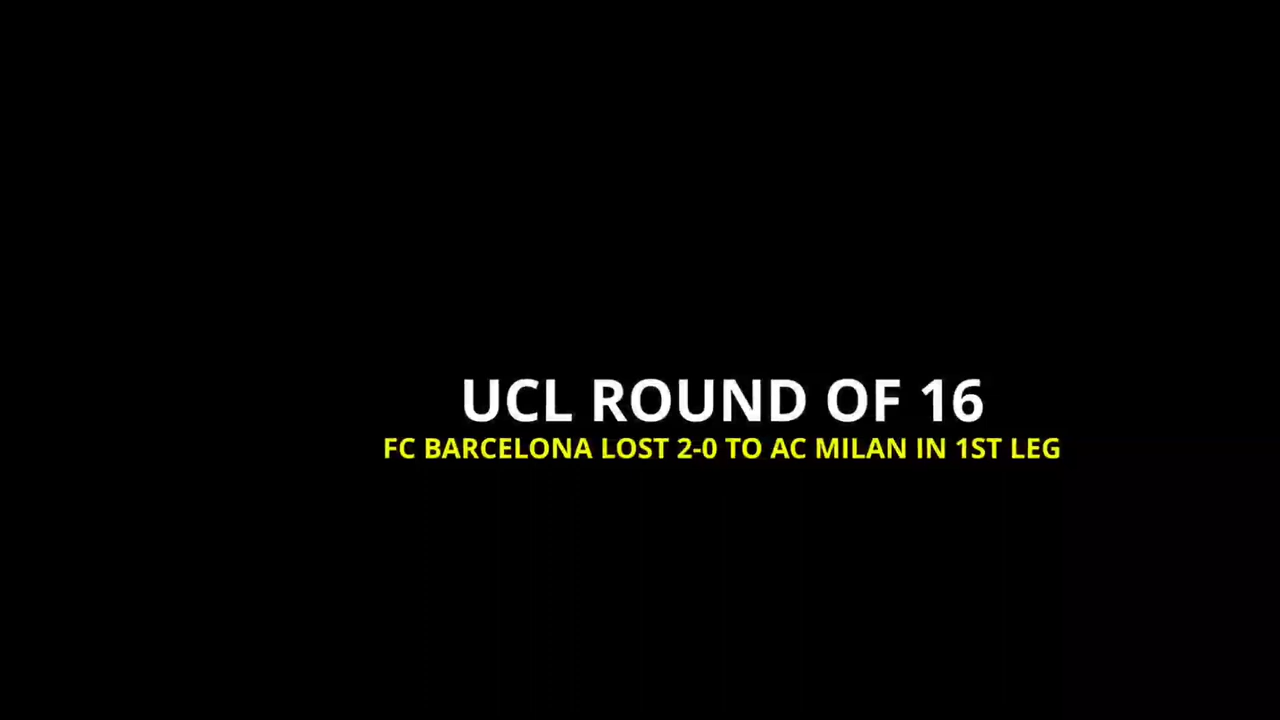 UCL ROUND OF 16
FC BARCELONA LOST 2-0 TO AC MILAN IN 1ST LEG